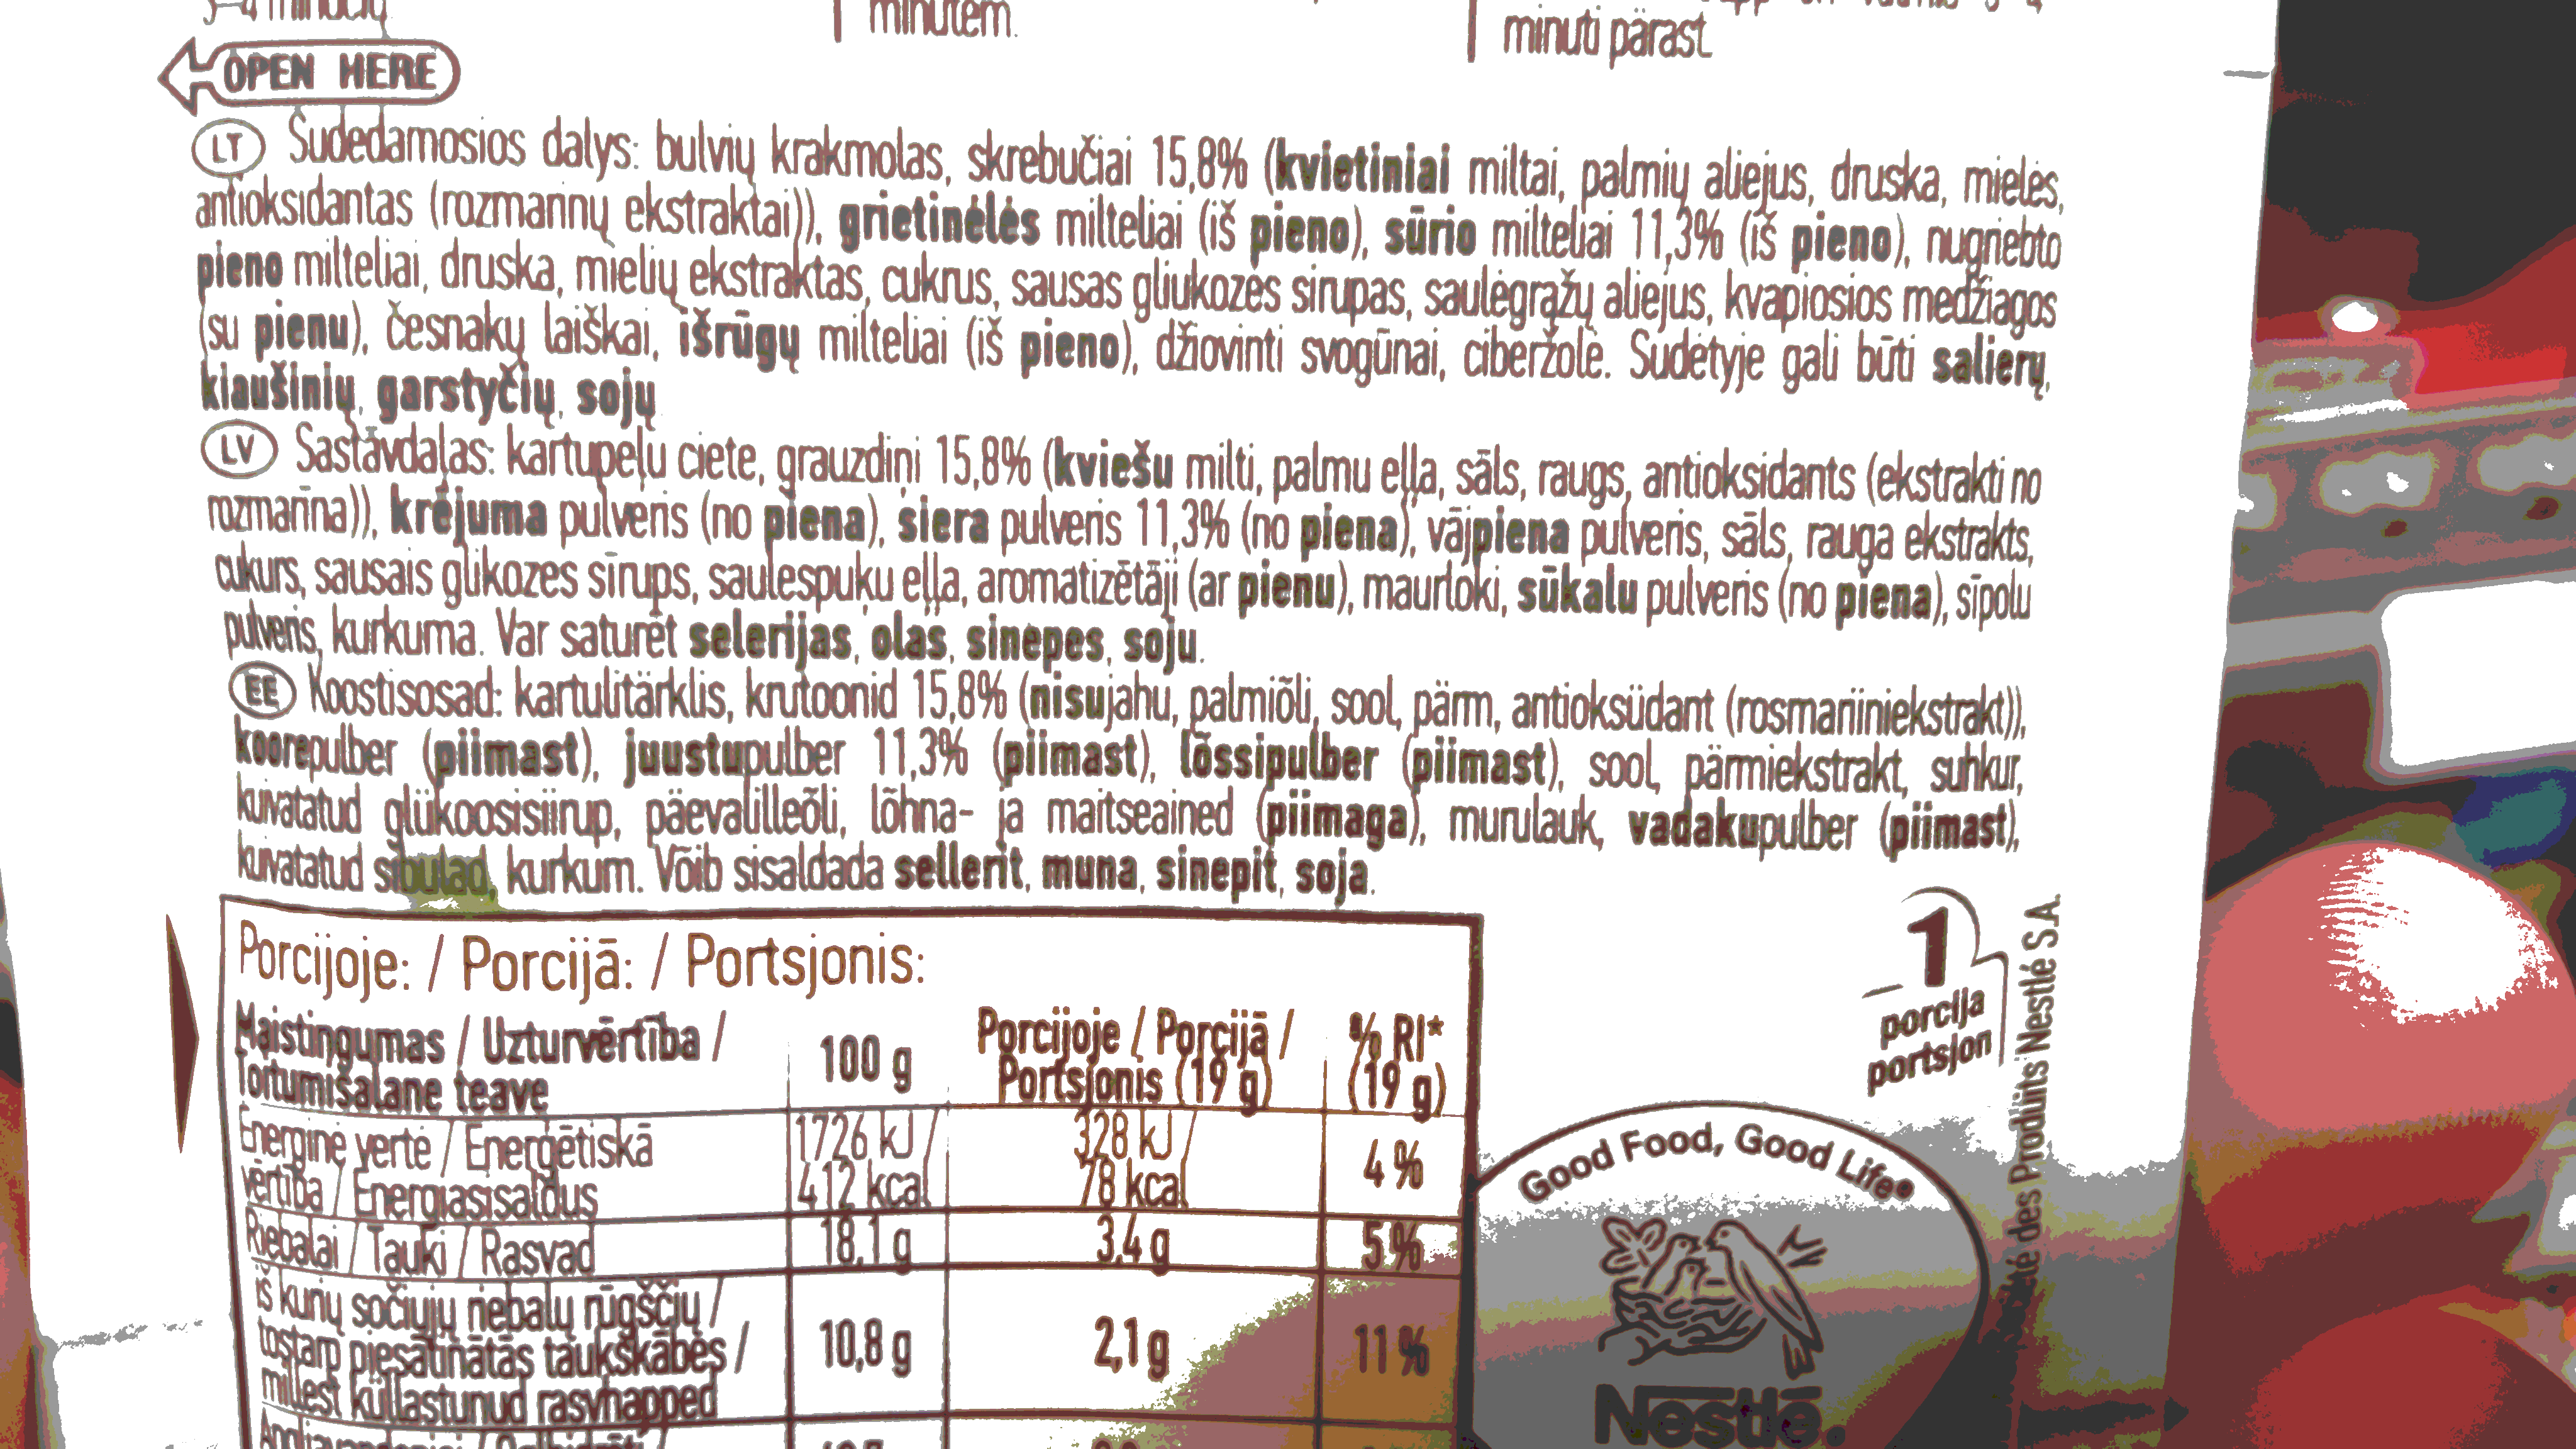 minutėm.
minuti pärast
OPEN HERE
LT Sudedamosios dalys: bulvių krakmolas, skrebučiai 15,8% (kvietiniai miltai, palmių aliejus, druska, mielės,
antioksidantas (rozmarinų ekstraktai)), grietinėlės milteliai (iš pieno), sūrio milteliai 11,3% (iš pieno), nugriebto
pieno milteliai, druska, mielių ekstraktas, cukrus, sausas gliukozės sirupas, saulėgrąžų aliejus, kvapiosios medžiagos
(su pienu), česnakų laiškai, išrūgų milteliai (iš pieno), džiovinti svogūnai, ciberžolė. Sudėtyje gali būti salierų,
kiaušinių, garstyčių, sojų.
LV Sastāvdaļas: kartupeļu ciete, grauzdiņi 15,8% (kviešu milti, palmu eļļa, sāls, raugs, antioksidants (ekstrakti no
rozmarīna)), krējuma pulveris (no piena), siera pulveris 11,3% (no piena), vājpiena pulveris, sāls, rauga ekstrakts,
cukurs, sausais glikozes sīrups, saulespuķu eļļa, aromatizētāji (ar pienu), maurloki, sūkalu pulveris (no piena), sīpolu
pulveris, kurkuma. Var saturēt selerijas, olas, sinepes, soju.
EE Koostisosad: kartulitärklis, krutoonid 15,8% (nisujahu, palmiõli, sool, pärm, antioksüdant (rosmariiniekstrakt)),
koorepulber (piimast), juustupulber 11,3% (piimast), lõssipulber (piimast), sool, pärmiekstrakt, suhkur,
kuivatatud glükoosisiirup, päevalilleõli, lõhna- ja maitseained (piimaga), murulauk, vadakupulber (piimast),
kuivatatud sibulad, kurkum. Võib sisaldada sellerit, muna, sinepit, soja.
Porcijoje: / Porcijā: / Portsjonis:
Maistingumas / Uzturvērtība / Toitumisalane teave
100 g
Porcijoje / Porcijā / Portsjonis (19 g)
% RI* (19 g)
Energinė vertė / Enerģētiskā vērtība / Energiasisaldus
1726 kJ / 412 kcal
328 kJ / 78 kcal
4 %
Riebalai / Tauki / Rasvad
18,1 g
3,4 g
5 %
iš kurių sočiųjų riebalų rūgščių / tostarp piesātinātās taukskābes / millest küllastunud rasvhapped
10,8 g
2,1 g
11 %
1
porcija
portsjon
des Produits Nestlé S.A.
Good Food, Good Life®
Nestlé.